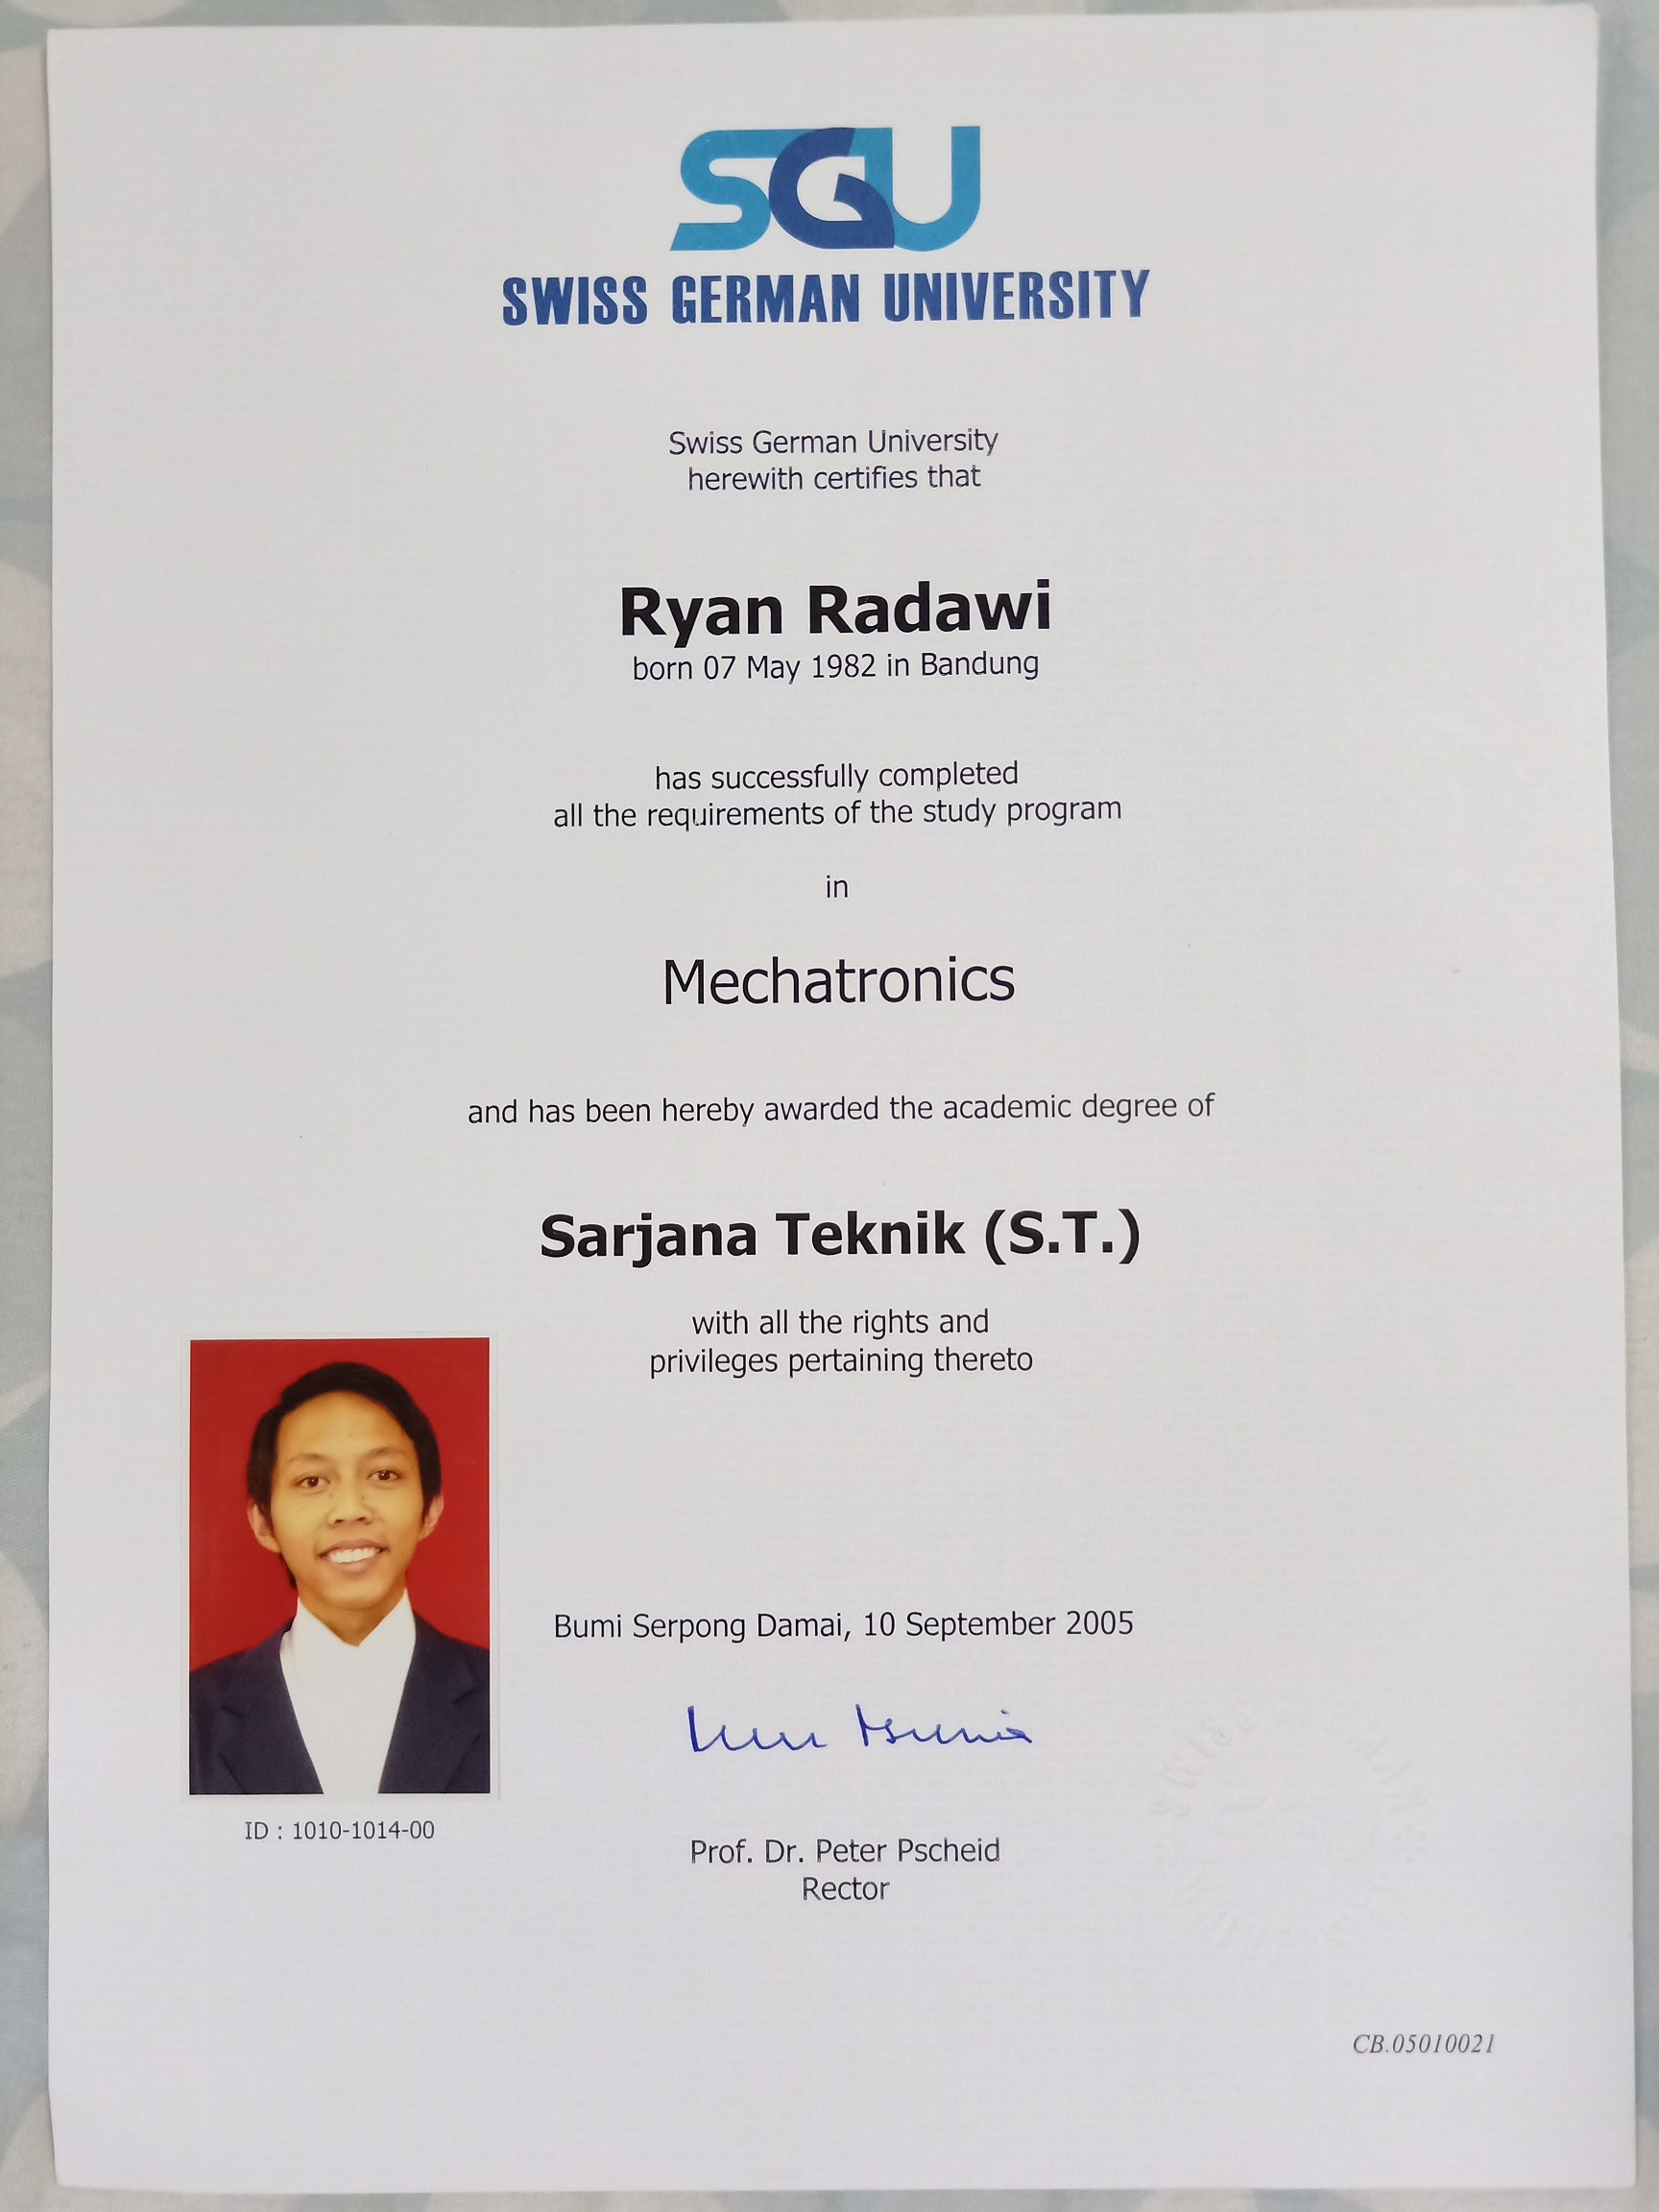 SGU
SWISS GERMAN UNIVERSITY
Swiss German University
herewith certifies that
Ryan Radawi
born 07 May 1982 in Bandung
has successfully completed
all the requirements of the study program
in
Mechatronics
and has been hereby awarded the academic degree of
Sarjana Teknik (S.T.)
with all the rights and
privileges pertaining thereto
Bumi Serpong Damai, 10 September 2005
ID : 1010-1014-00
Prof. Dr. Peter Pscheid
Rector
CB.05010021